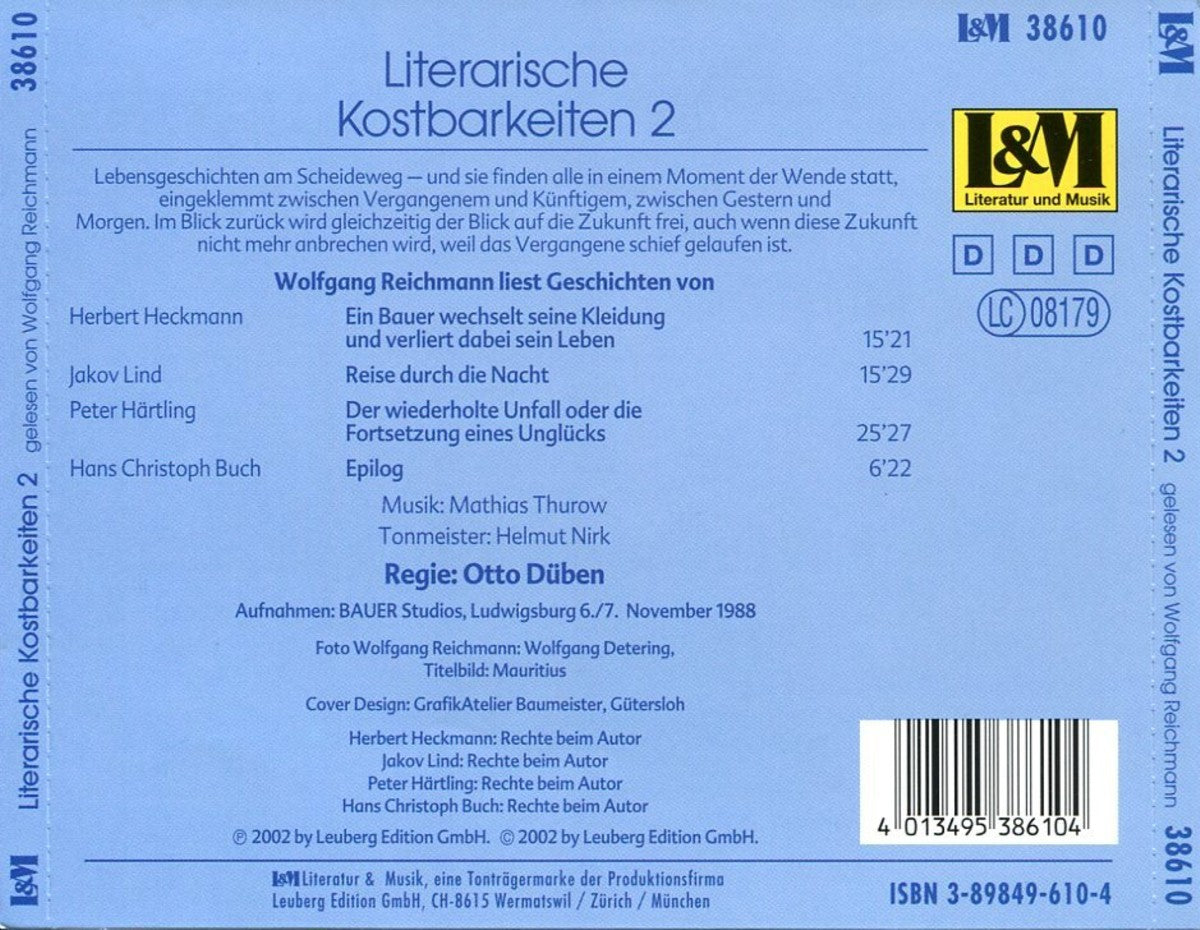 38610
Literarische Kostbarkeiten 2 gelesen von Wolfgang Reichmann
L&M
L&M 38610
Literarische
Kostbarkeiten 2
Lebensgeschichten am Scheideweg – und sie finden alle in einem Moment der Wende statt,
eingeklemmt zwischen Vergangenem und Künftigem, zwischen Gestern und
Morgen. Im Blick zurück wird gleichzeitig der Blick auf die Zukunft frei, auch wenn diese Zukunft
nicht mehr anbrechen wird, weil das Vergangene schief gelaufen ist.
Wolfgang Reichmann liest Geschichten von
Herbert Heckmann Ein Bauer wechselt seine Kleidung
und verliert dabei sein Leben 15'21
Jakov Lind Reise durch die Nacht 15'29
Peter Härtling Der wiederholte Unfall oder die
Fortsetzung eines Unglücks 25'27
Hans Christoph Buch Epilog 6'22
Musik: Mathias Thurow
Tonmeister: Helmut Nirk
Regie: Otto Düben
Aufnahmen: BAUER Studios, Ludwigsburg 6./7. November 1988
Foto Wolfgang Reichmann: Wolfgang Detering,
Titelbild: Mauritius
Cover Design: GrafikAtelier Baumeister, Gütersloh
Herbert Heckmann: Rechte beim Autor
Jakov Lind: Rechte beim Autor
Peter Härtling: Rechte beim Autor
Hans Christoph Buch: Rechte beim Autor
℗ 2002 by Leuberg Edition GmbH. © 2002 by Leuberg Edition GmbH.
L&M Literatur & Musik, eine Tonträgermarke der Produktionsfirma
Leuberg Edition GmbH, CH-8615 Wermatswil / Zürich / München
L&M
Literatur und Musik
D D D
LC 08179
4 013495 386104
ISBN 3-89849-610-4
L&M
Literarische Kostbarkeiten 2 gelesen von Wolfgang Reichmann
38610